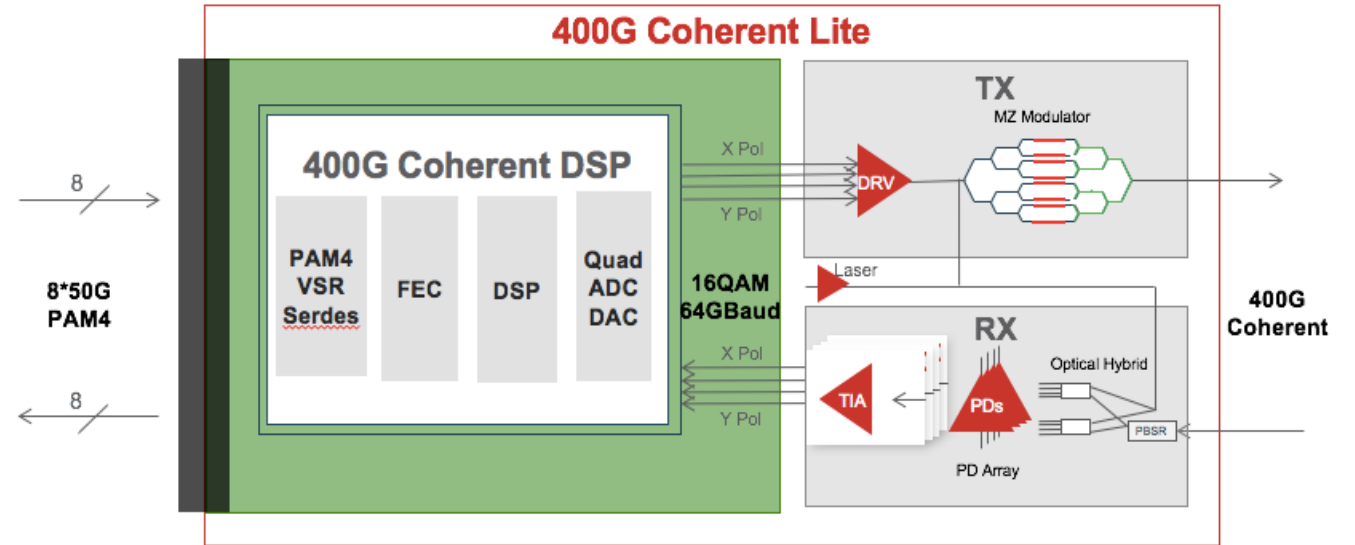 400G Coherent Lite
8
8*50G
PAM4
8
400G Coherent DSP
PAM4
VSR
Serdes
FEC
DSP
Quad
ADC
DAC
X Pol
Y Pol
16QAM
64GBaud
X Pol
Y Pol
TX
MZ Modulator
DRV
Laser
RX
Optical Hybrid
TIA
PDs
PBSR
PD Array
400G
Coherent